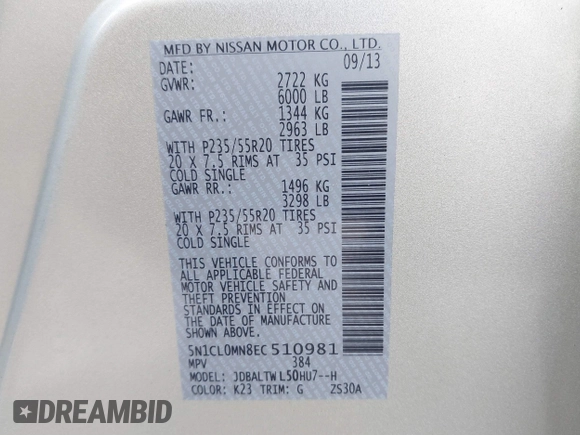 MFD BY NISSAN MOTOR CO., LTD.
DATE: 09/13
GVWR: 2722 KG
6000 LB
GAWR FR.: 1344 KG
2963 LB
WITH P235/55R20 TIRES
20 X 7.5 RIMS AT 35 PSI
COLD SINGLE
GAWR RR.: 1496 KG
3298 LB
WITH P235/55R20 TIRES
20 X 7.5 RIMS AT 35 PSI
COLD SINGLE
THIS VEHICLE CONFORMS TO
ALL APPLICABLE FEDERAL
MOTOR VEHICLE SAFETY AND
THEFT PREVENTION
STANDARDS IN EFFECT ON
THE DATE OF MANUFACTURE
SHOWN ABOVE.
5N1CL0MN8EC510981
MPV 384
MODEL: JDBALTW L50HU7--H
COLOR: K23 TRIM: G ZS30A
EpicBID
EpicBID